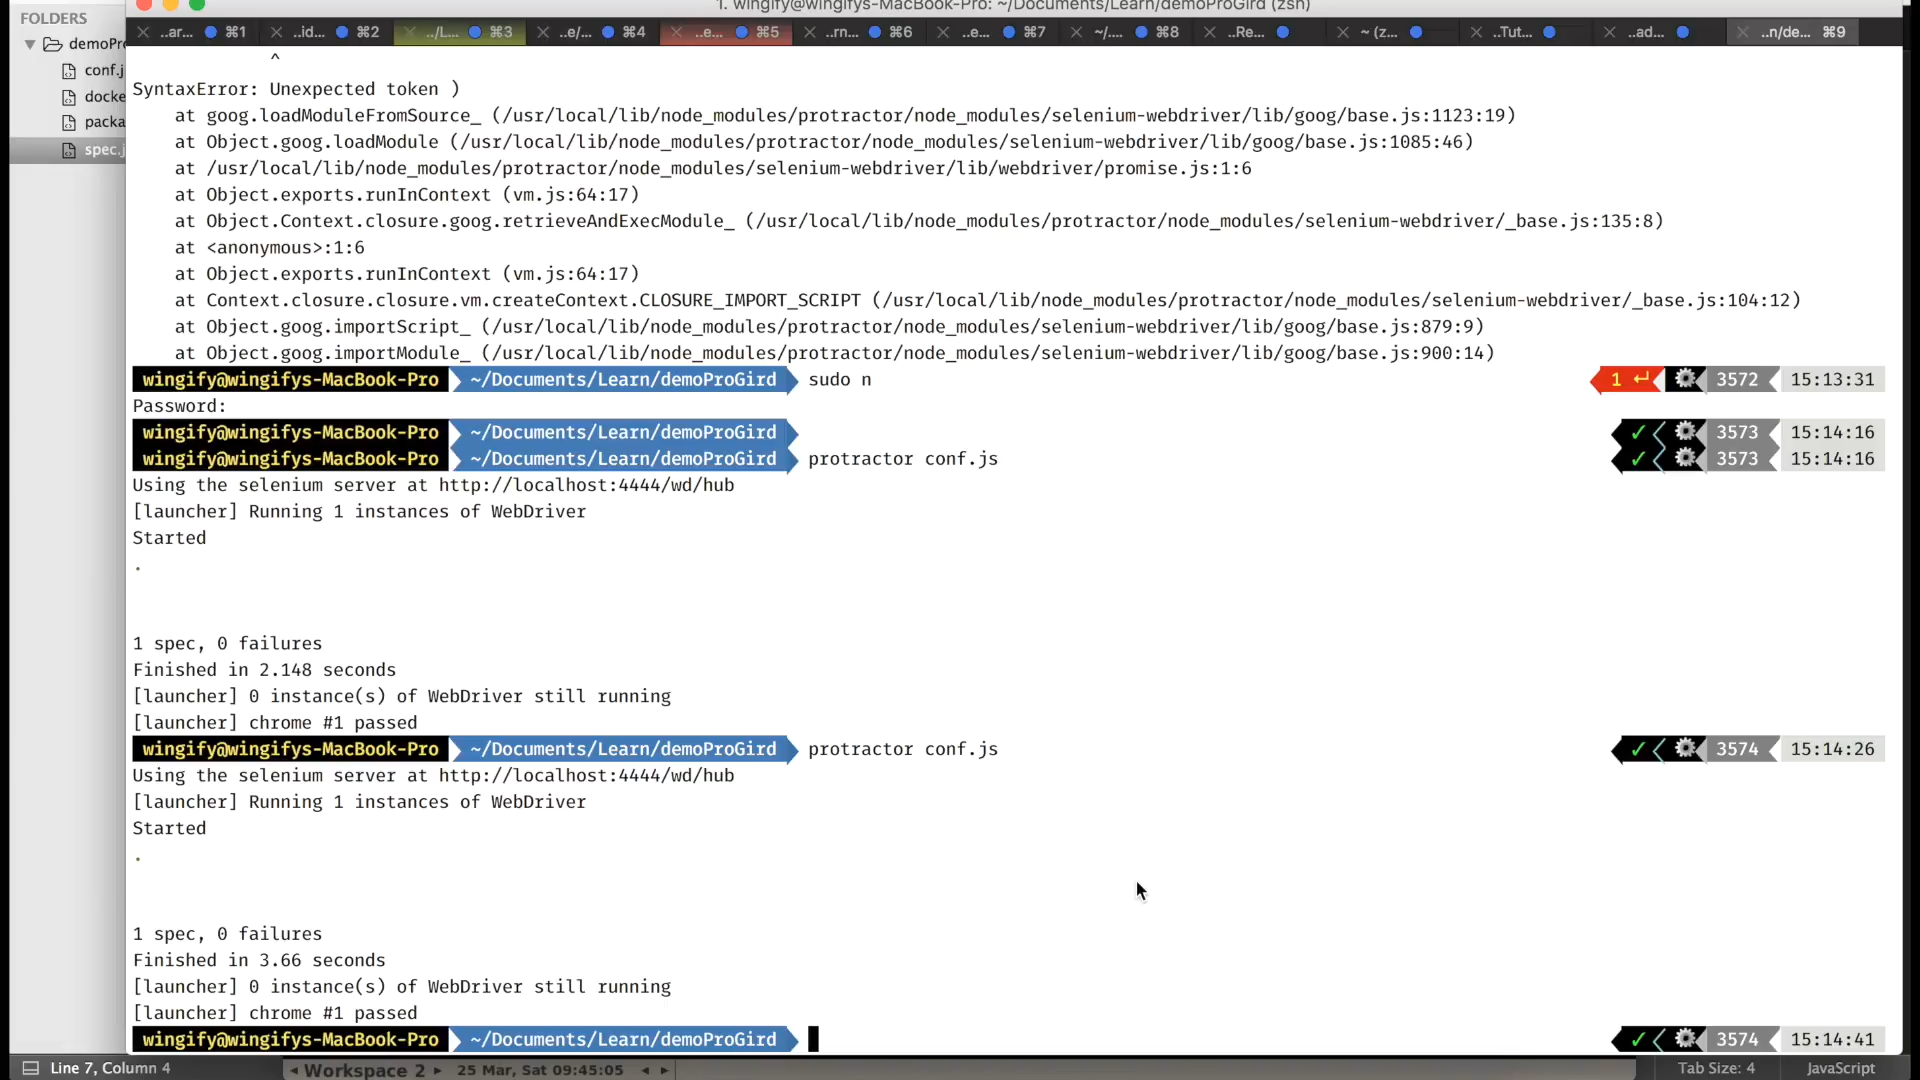 FOLDERS
1. wingify@wingifys-MacBook-Pro: ~/Documents/Learn/demoProGird (zsh)
..ar... ⌘1 ..id... ⌘2 ../L... ⌘3 ..e/... ⌘4 ..e... ⌘5 ..rn... ⌘6 ..e... ⌘7 ~/.... ⌘8 ..Re... ~ (z... ..Tut... ..ad... ..n/de... ⌘9
demoPr
conf.j
docke
packa
spec.j
^
SyntaxError: Unexpected token )
at goog.loadModuleFromSource_ (/usr/local/lib/node_modules/protractor/node_modules/selenium-webdriver/lib/goog/base.js:1123:19)
at Object.goog.loadModule (/usr/local/lib/node_modules/protractor/node_modules/selenium-webdriver/lib/goog/base.js:1085:46)
at /usr/local/lib/node_modules/protractor/node_modules/selenium-webdriver/lib/webdriver/promise.js:1:6
at Object.exports.runInContext (vm.js:64:17)
at Object.Context.closure.goog.retrieveAndExecModule_ (/usr/local/lib/node_modules/protractor/node_modules/selenium-webdriver/_base.js:135:8)
at <anonymous>:1:6
at Object.exports.runInContext (vm.js:64:17)
at Context.closure.closure.vm.createContext.CLOSURE_IMPORT_SCRIPT (/usr/local/lib/node_modules/protractor/node_modules/selenium-webdriver/_base.js:104:12)
at Object.goog.importScript_ (/usr/local/lib/node_modules/protractor/node_modules/selenium-webdriver/lib/goog/base.js:879:9)
at Object.goog.importModule_ (/usr/local/lib/node_modules/protractor/node_modules/selenium-webdriver/lib/goog/base.js:900:14)
wingify@wingifys-MacBook-Pro ~/Documents/Learn/demoProGird sudo n 1 ↵ 3572 15:13:31
Password:
wingify@wingifys-MacBook-Pro ~/Documents/Learn/demoProGird ✓ 3573 15:14:16
wingify@wingifys-MacBook-Pro ~/Documents/Learn/demoProGird protractor conf.js ✓ 3573 15:14:16
Using the selenium server at http://localhost:4444/wd/hub
[launcher] Running 1 instances of WebDriver
Started
.
1 spec, 0 failures
Finished in 2.148 seconds
[launcher] 0 instance(s) of WebDriver still running
[launcher] chrome #1 passed
wingify@wingifys-MacBook-Pro ~/Documents/Learn/demoProGird protractor conf.js ✓ 3574 15:14:26
Using the selenium server at http://localhost:4444/wd/hub
[launcher] Running 1 instances of WebDriver
Started
.
1 spec, 0 failures
Finished in 3.66 seconds
[launcher] 0 instance(s) of WebDriver still running
[launcher] chrome #1 passed
wingify@wingifys-MacBook-Pro ~/Documents/Learn/demoProGird ✓ 3574 15:14:41
Line 7, Column 4 Workspace 2 25 Mar, Sat 09:45:05 Tab Size: 4 JavaScript